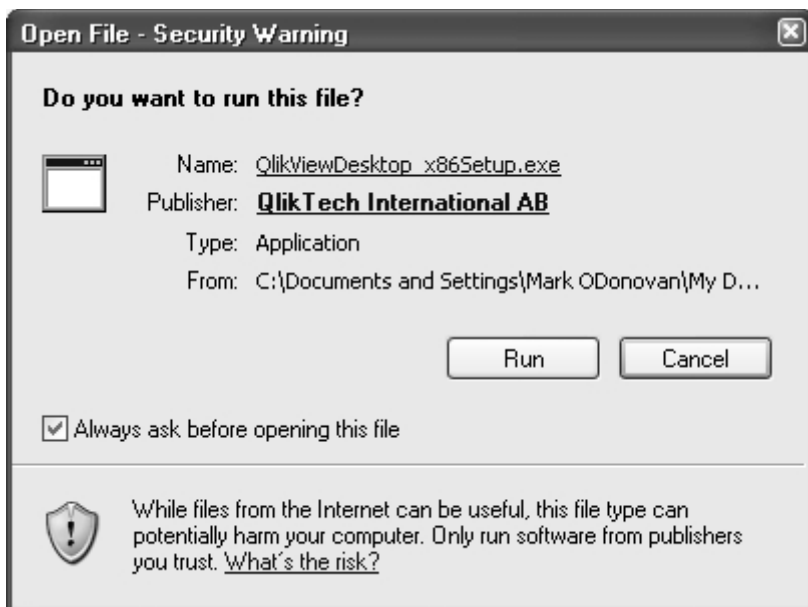 Open File - Security Warning
Do you want to run this file?
Name: QlikViewDesktop_x86Setup.exe
Publisher: QlikTech International AB
Type: Application
From: C:\Documents and Settings\Mark ODonovan\My D...
Run Cancel
Always ask before opening this file
While files from the Internet can be useful, this file type can
potentially harm your computer. Only run software from publishers
you trust. What's the risk?